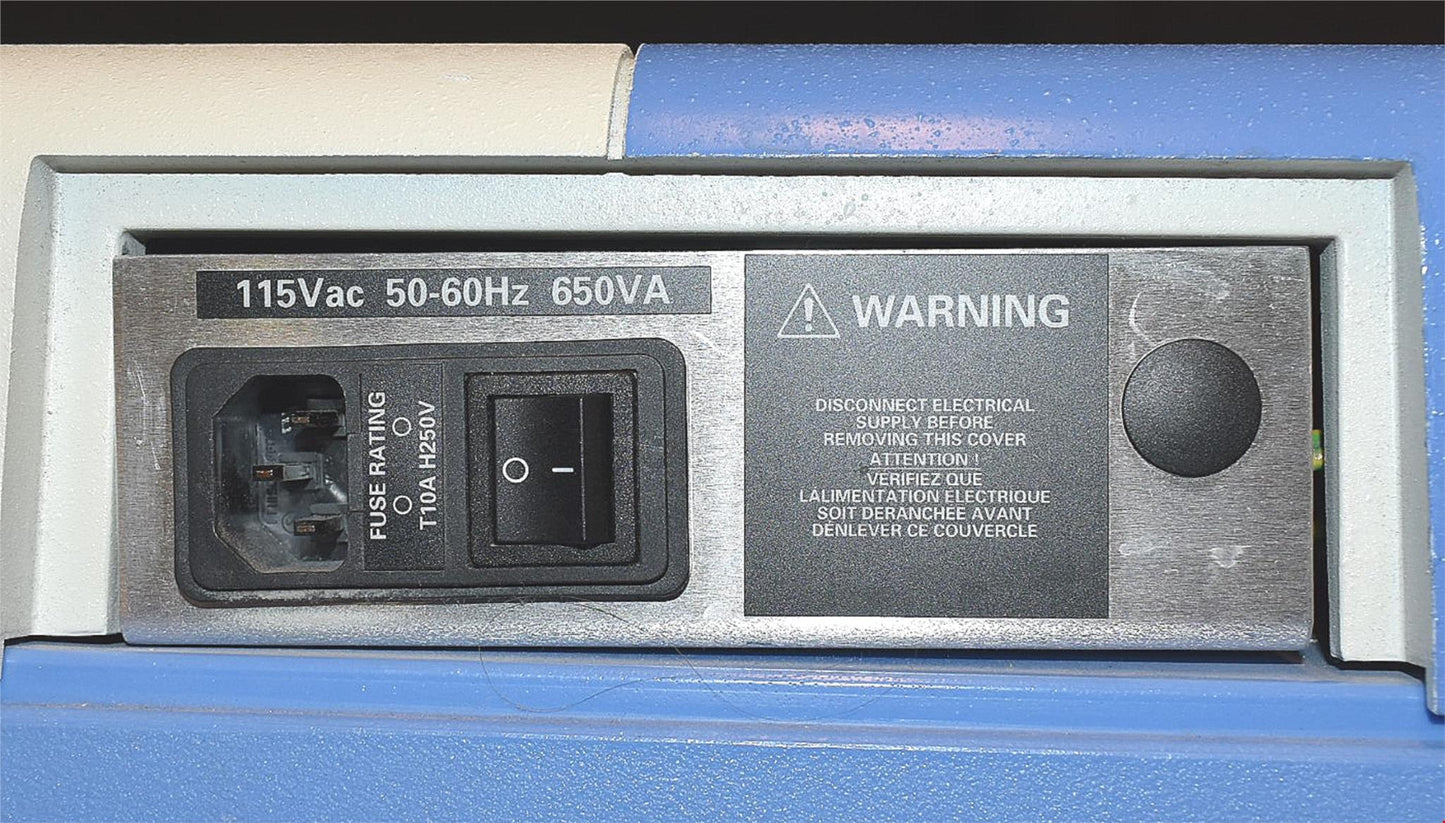 115Vac 50-60Hz 650VA
FUSE RATING
T10A H250V
O I
WARNING
DISCONNECT ELECTRICAL
SUPPLY BEFORE
REMOVING THIS COVER
ATTENTION !
VERIFIEZ QUE
LALIMENTATION ELECTRIQUE
SOIT DERANCHEE AVANT
DÉNLEVER CE COUVERCLE